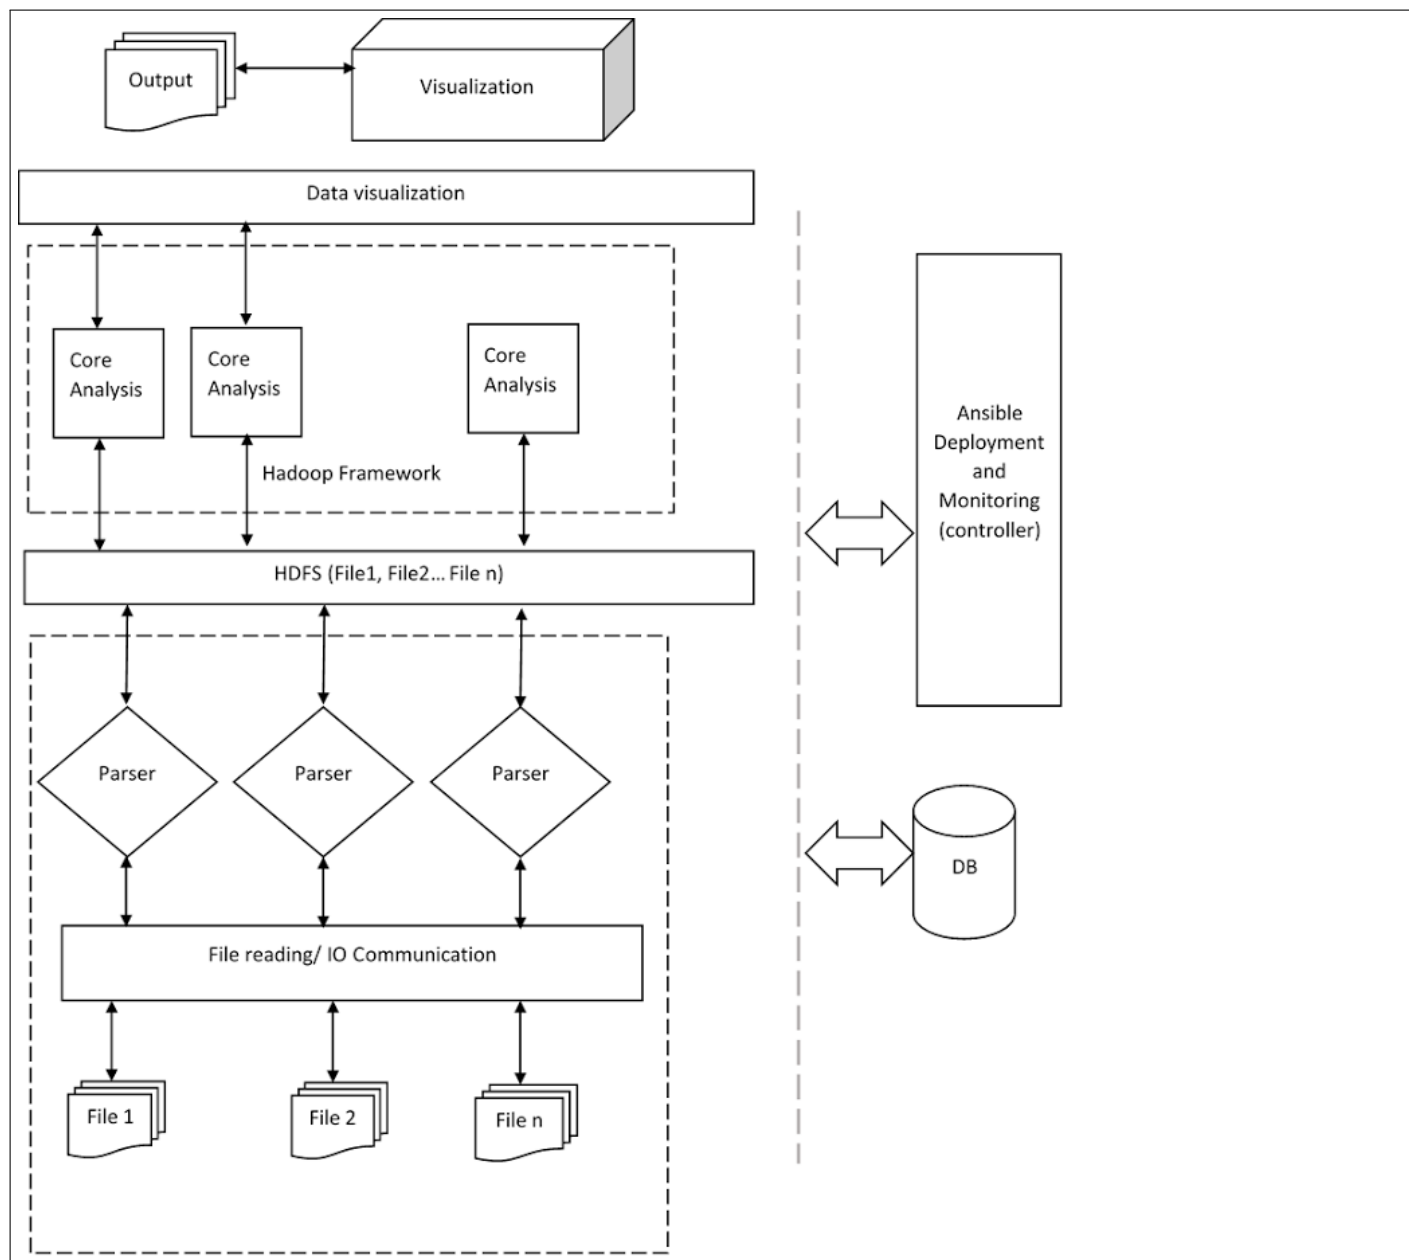 Output
Visualization
Data visualization
Core
Analysis
Core
Analysis
Core
Analysis
Hadoop Framework
HDFS (File1, File2... File n)
Parser
Parser
Parser
File reading/ IO Communication
File 1
File 2
File n
Ansible
Deployment
and
Monitoring
(controller)
DB